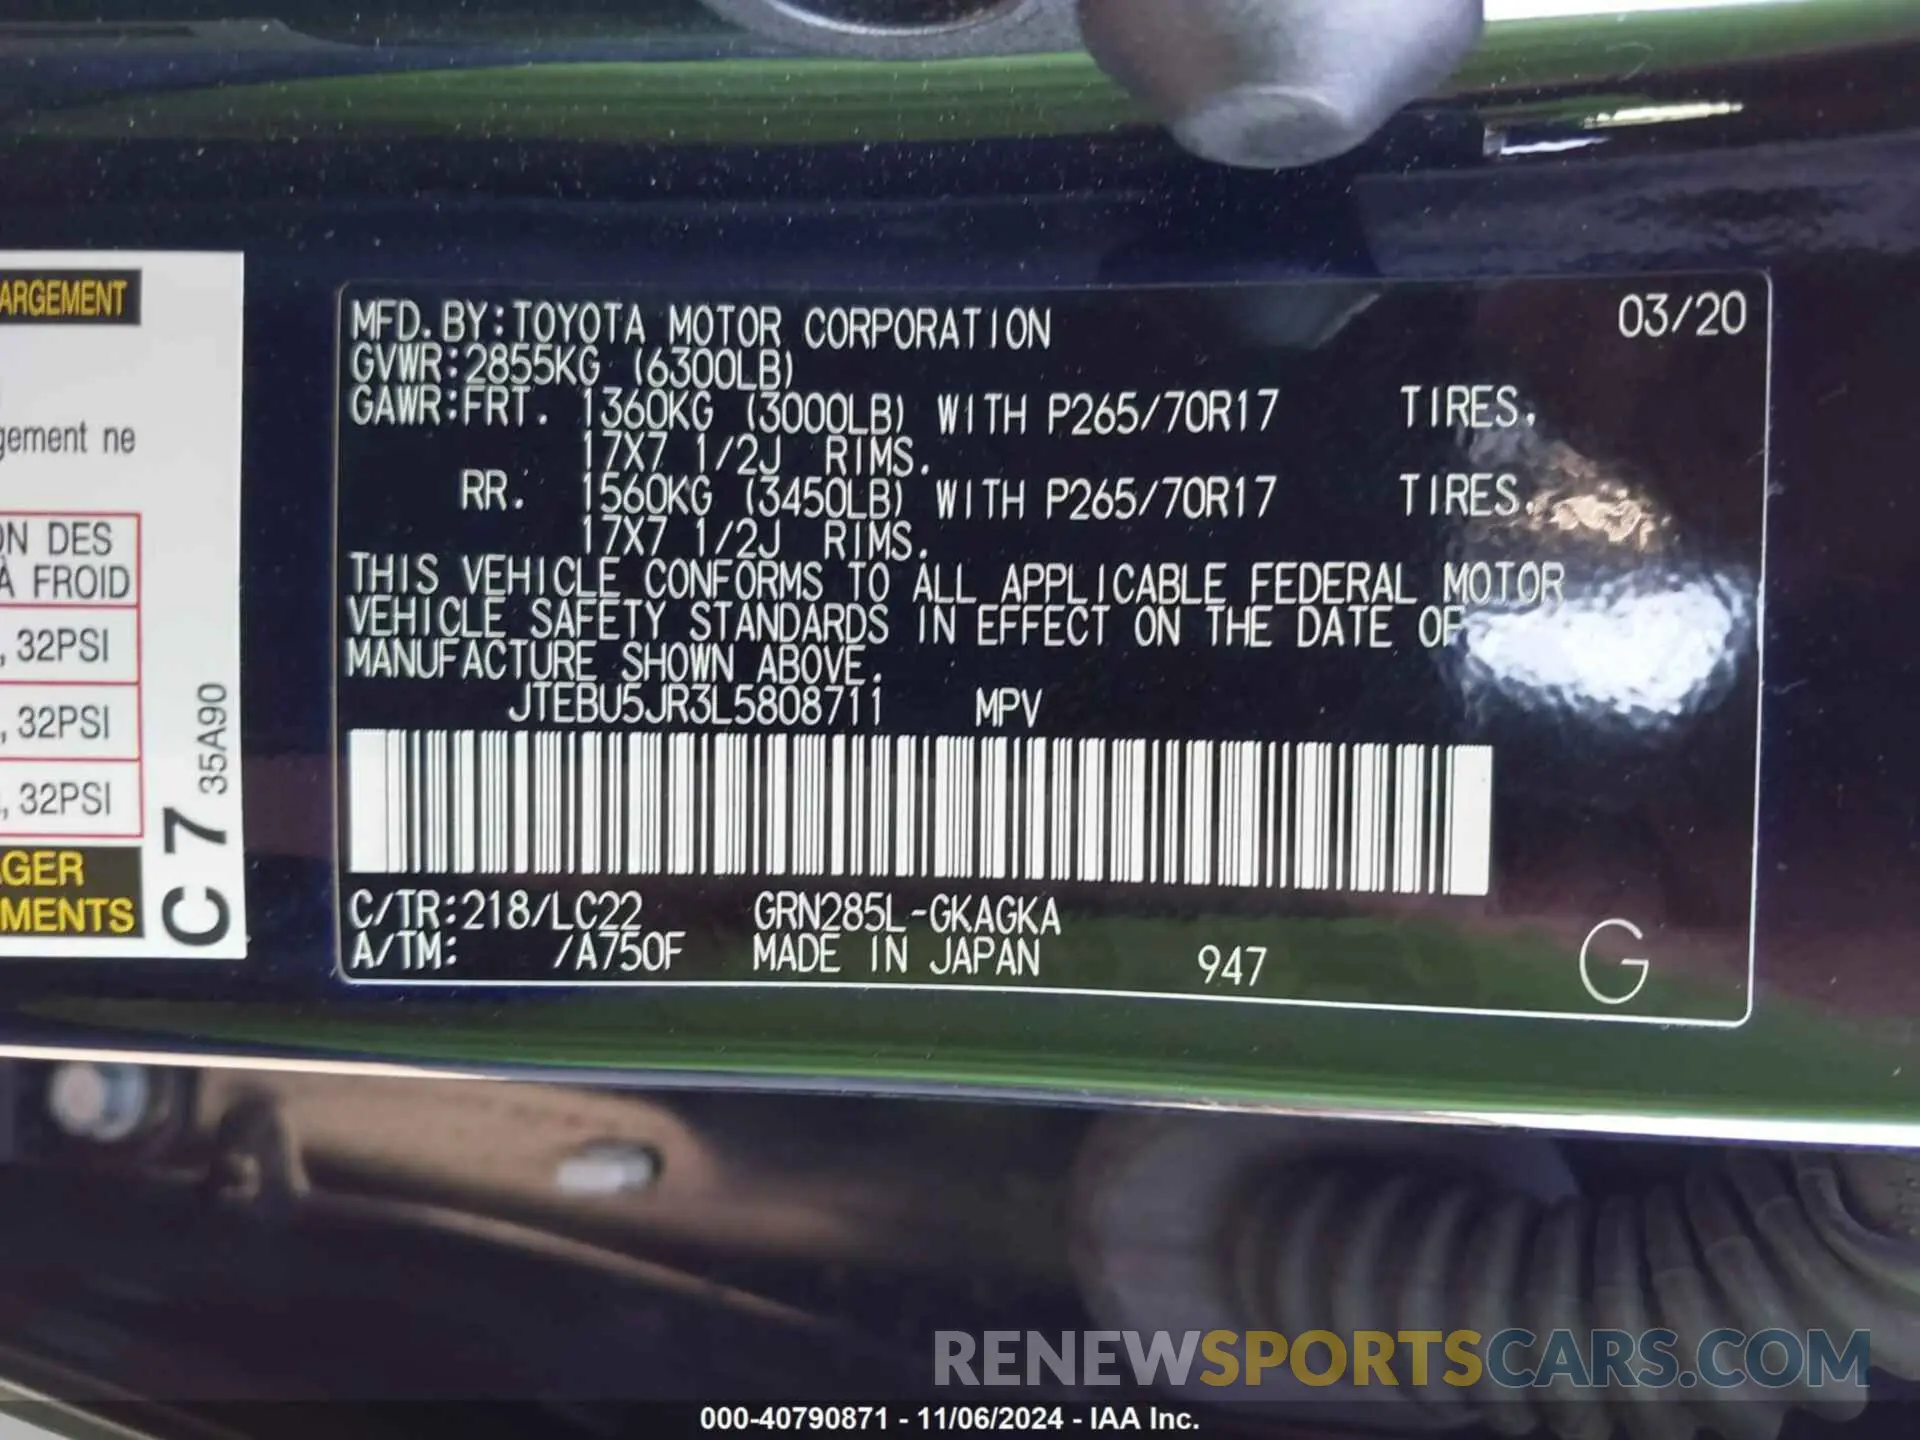 ARGEMENT
gement ne
ON DES
À FROID
, 32PSI
, 32PSI
, 32PSI
GER
MENTS
C 7 35A90
MFD. BY: TOYOTA MOTOR CORPORATION 03/20
GVWR: 2855KG (6300LB)
GAWR: FRT. 1360KG (3000LB) WITH P265/70R17 TIRES,
17X7 1/2J RIMS.
RR. 1560KG (3450LB) WITH P265/70R17 TIRES,
17X7 1/2J RIMS.
THIS VEHICLE CONFORMS TO ALL APPLICABLE FEDERAL MOTOR
VEHICLE SAFETY STANDARDS IN EFFECT ON THE DATE OF
MANUFACTURE SHOWN ABOVE.
JTEBU5JR3L5808711 MPV
C/TR: 218/LC22 GRN285L-GKAGKA
A/TM: /A750F MADE IN JAPAN 947 G
RENEWSPORTSCARS.COM
000-40790871 - 11/06/2024 - IAA Inc.